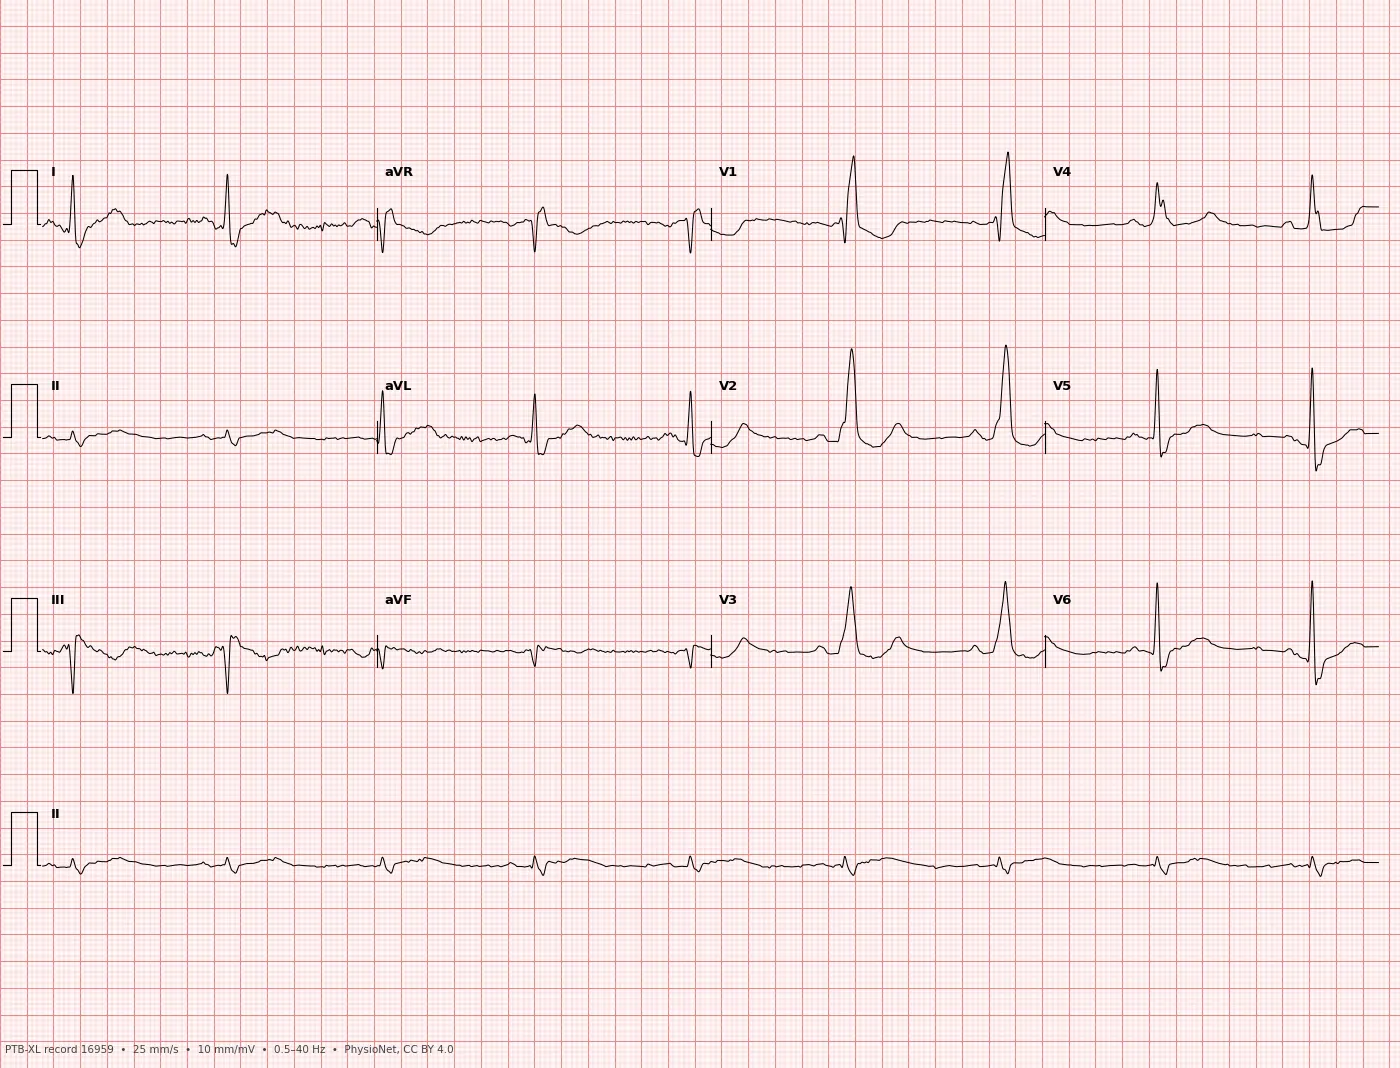 I aVR V1 V4
II aVL V2 V5
III aVF V3 V6
II
PTB-XL record 16959 • 25 mm/s • 10 mm/mV • 0.5–40 Hz • PhysioNet, CC BY 4.0